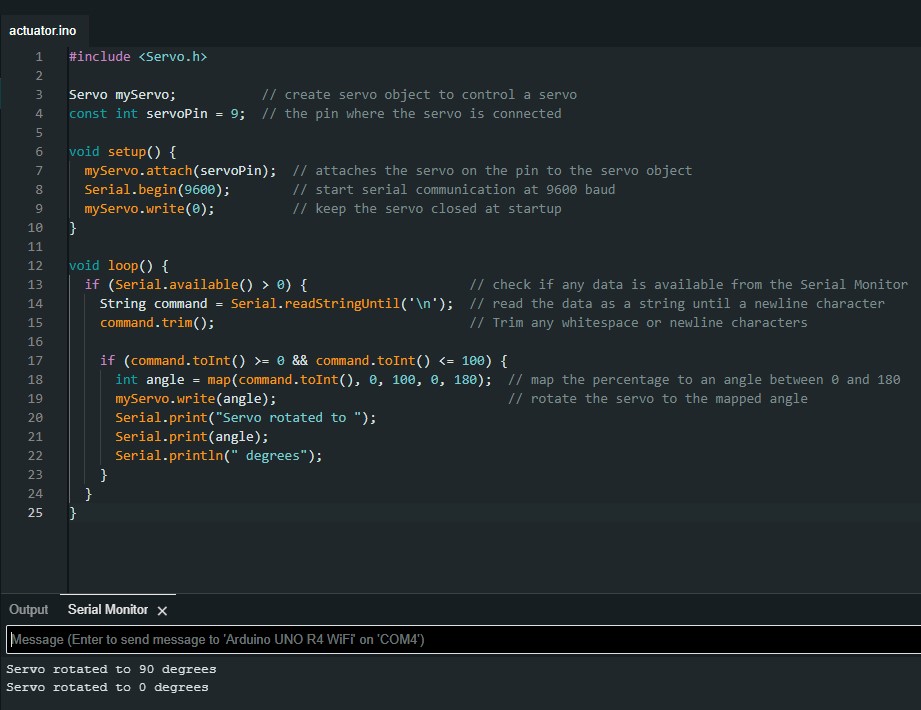 actuator.ino
1 #include <Servo.h>
2
3 Servo myServo;           // create servo object to control a servo
4 const int servoPin = 9;  // the pin where the servo is connected
5
6 void setup() {
7   myServo.attach(servoPin);  // attaches the servo on the pin to the servo object
8   Serial.begin(9600);        // start serial communication at 9600 baud
9   myServo.write(0);          // keep the servo closed at startup
10 }
11
12 void loop() {
13   if (Serial.available() > 0) {                     // check if any data is available from the Serial Monitor
14     String command = Serial.readStringUntil('\n');  // read the data as a string until a newline character
15     command.trim();                                 // Trim any whitespace or newline characters
16
17     if (command.toInt() >= 0 && command.toInt() <= 100) {
18       int angle = map(command.toInt(), 0, 100, 0, 180);  // map the percentage to an angle between 0 and 180
19       myServo.write(angle);                              // rotate the servo to the mapped angle
20       Serial.print("Servo rotated to ");
21       Serial.print(angle);
22       Serial.println(" degrees");
23     }
24   }
25 }
Output Serial Monitor
Message (Enter to send message to 'Arduino UNO R4 WiFi' on 'COM4')
Servo rotated to 90 degrees
Servo rotated to 0 degrees